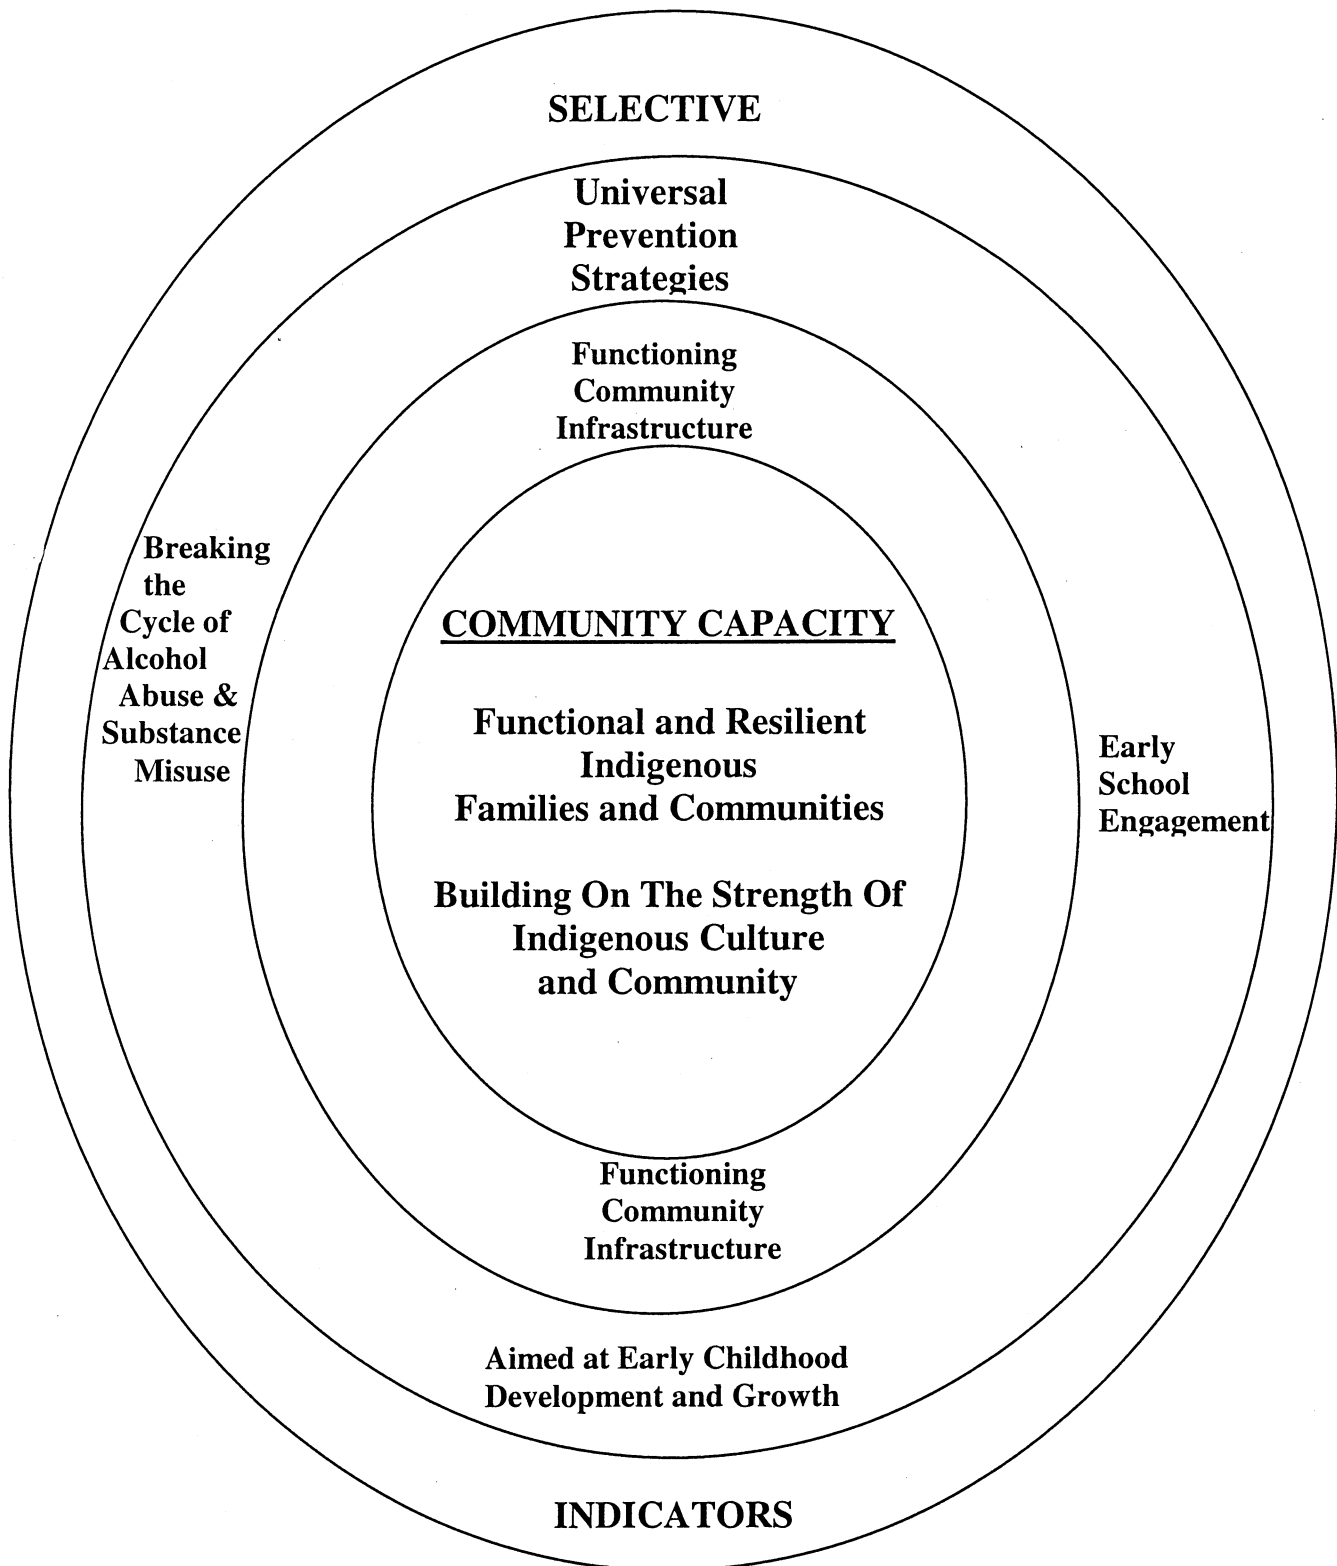 SELECTIVE
Universal
Prevention
Strategies
Functioning
Community
Infrastructure
Breaking
the
Cycle of
Alcohol
Abuse &
Substance
Misuse
COMMUNITY CAPACITY
Functional and Resilient
Indigenous
Families and Communities
Building On The Strength Of
Indigenous Culture
and Community
Early
School
Engagement
Functioning
Community
Infrastructure
Aimed at Early Childhood
Development and Growth
INDICATORS